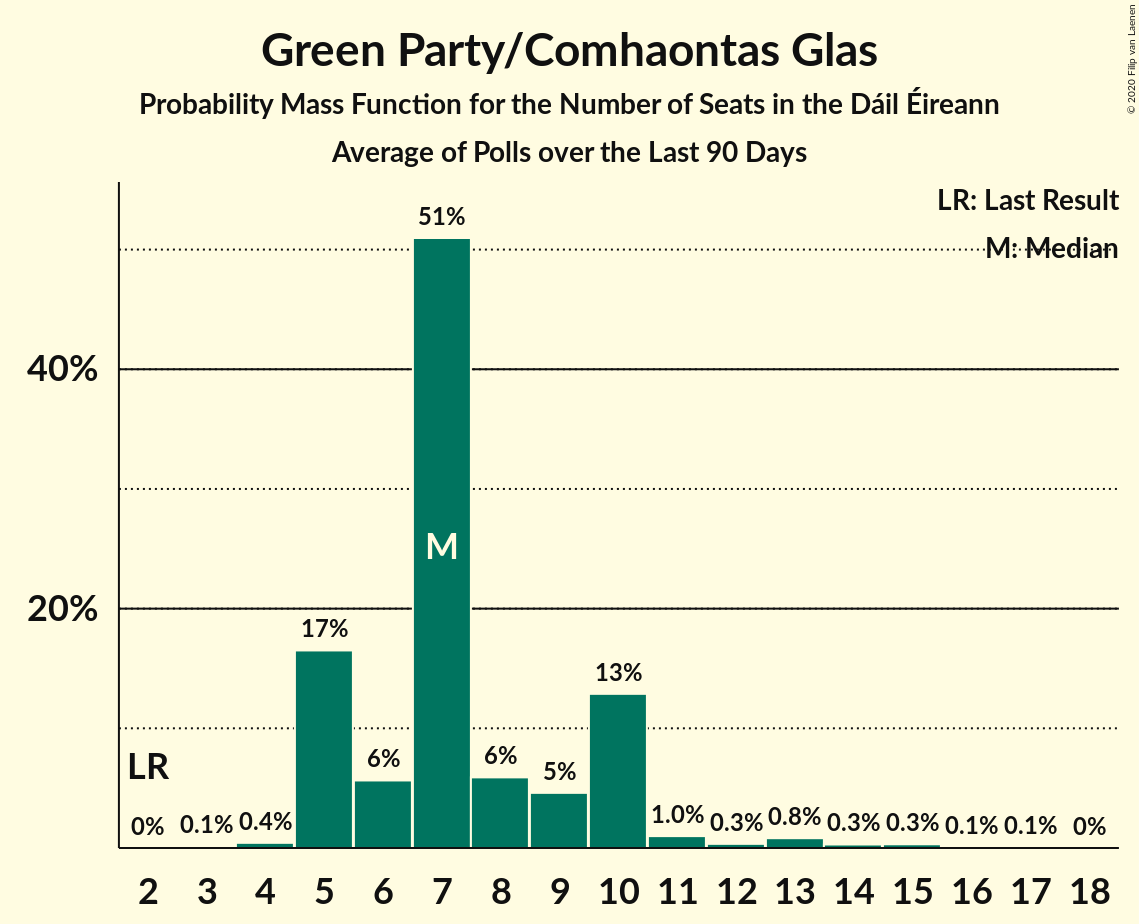 Green Party/Comhaontas Glas
Probability Mass Function for the Number of Seats in the Dáil Éireann
Average of Polls over the Last 90 Days
© 2020 Filip van Laenen
LR: Last Result
M: Median
51%
40%
M
20%
17%
13%
LR
6%
6%
5%
0%
0.1%
0.4%
1.0%
0.3%
0.8%
0.3%
0.3%
0.1%
0.1%
0%
2 3 4 5 6 7 8 9 10 11 12 13 14 15 16 17 18